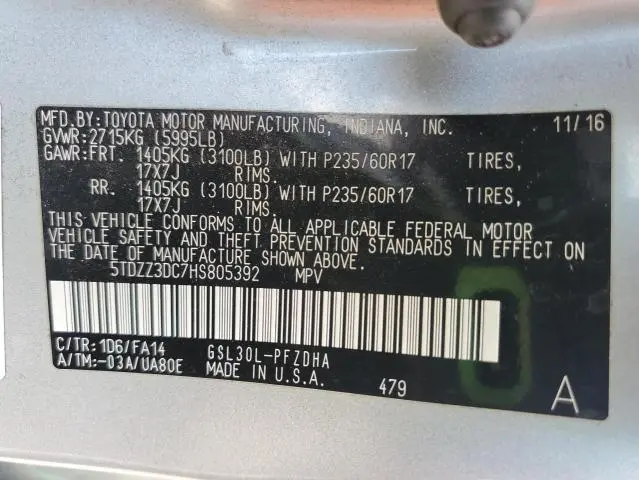 MFD.BY:TOYOTA MOTOR MANUFACTURING, INDIANA, INC. 11/16
GVWR:2715KG (5995LB)
GAWR:FRT. 1405KG (3100LB) WITH P235/60R17 TIRES,
17X7J RIMS.
RR. 1405KG (3100LB) WITH P235/60R17 TIRES,
17X7J RIMS.
THIS VEHICLE CONFORMS TO ALL APPLICABLE FEDERAL MOTOR
VEHICLE SAFETY AND THEFT PREVENTION STANDARDS IN EFFECT ON
THE DATE OF MANUFACTURE SHOWN ABOVE.
5TDZZ3DC7HS805392 MPV
C/TR:1D6/FA14 GSL30L-PFZDHA
A/TM:-03A/UA80E MADE IN U.S.A. 479 A